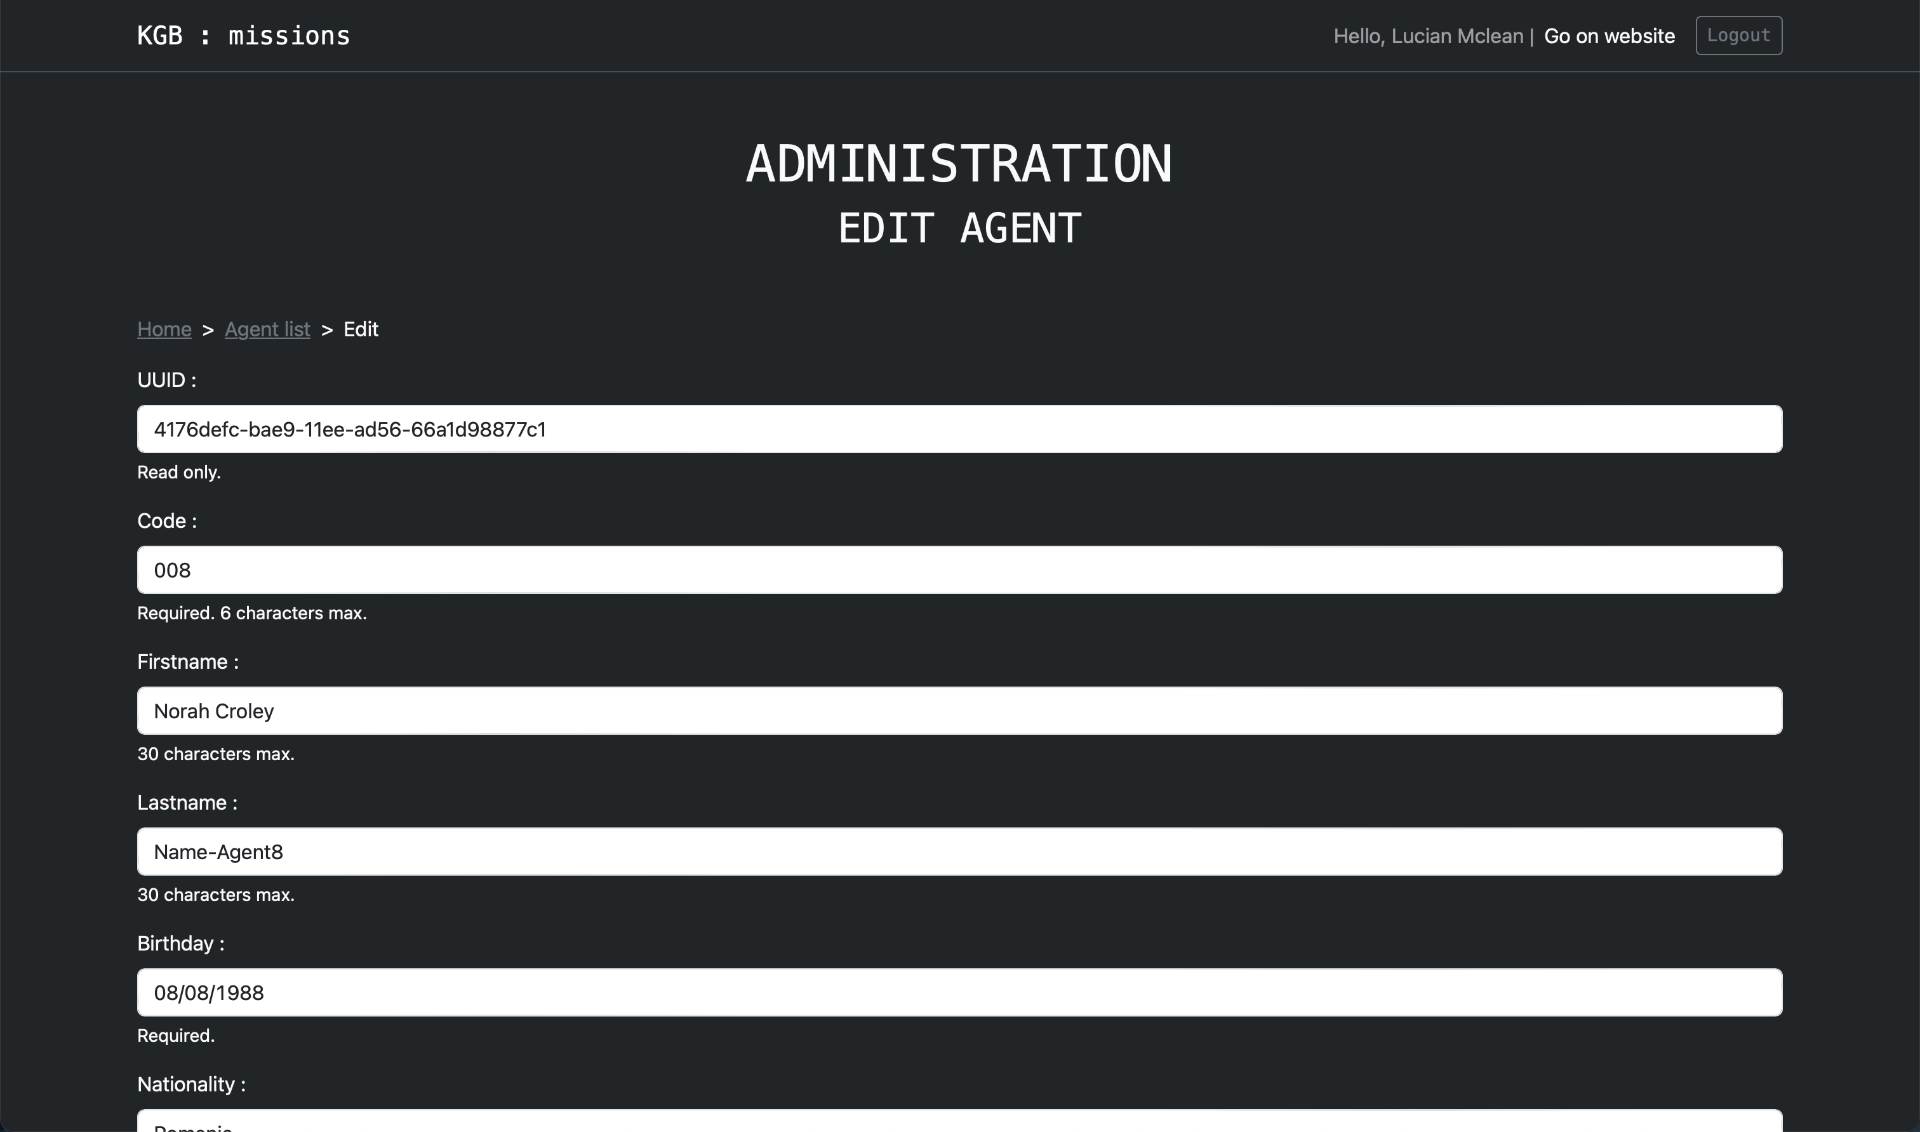 KGB : missions
Hello, Lucian Mclean | Go on website Logout
ADMINISTRATION
EDIT AGENT
Home > Agent list > Edit
UUID :
4176defc-bae9-11ee-ad56-66a1d98877c1
Read only.
Code :
008
Required. 6 characters max.
Firstname :
Norah Croley
30 characters max.
Lastname :
Name-Agent8
30 characters max.
Birthday :
08/08/1988
Required.
Nationality :